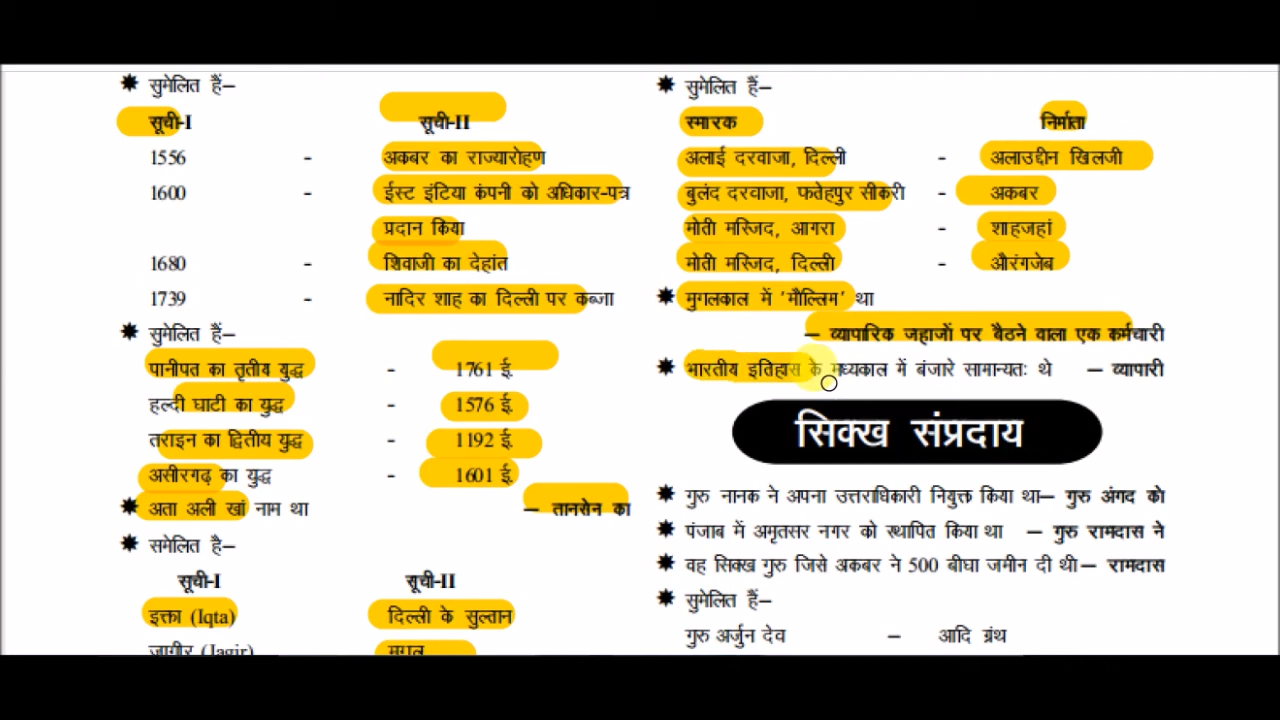 ✷ सुमेलित हैं–
सूची-I सूची-II
1556 - अकबर का राज्यारोहण
1600 - ईस्ट इंटिया कंपनी को अधिकार-पत्र
प्रदान किया
1680 - शिवाजी का देहांत
1739 - नादिर शाह का दिल्ली पर कब्जा
✷ सुमेलित हैं–
पानीपत का तृतीय युद्ध - 1761 ई.
हल्दी घाटी का युद्ध - 1576 ई.
तराइन का द्वितीय युद्ध - 1192 ई.
असीरगढ़ का युद्ध - 1601 ई.
✷ अता अली खां नाम था – तानसेन का
✷ समेलित है–
सूची-I सूची-II
इक्ता (Iqta) दिल्ली के सुल्तान
जागीर (Jagir) मुगल
✷ सुमेलित हैं–
स्मारक निर्माता
अलाई दरवाजा, दिल्ली - अलाउद्दीन खिलजी
बुलंद दरवाजा, फतेहपुर सीकरी - अकबर
मोती मस्जिद, आगरा - शाहजहां
मोती मस्जिद, दिल्ली - औरंगजेब
✷ मुगलकाल में 'मौल्लिम' था
– व्यापारिक जहाजों पर बैठने वाला एक कर्मचारी
✷ भारतीय इतिहास के मध्यकाल में बंजारे सामान्यतः थे – व्यापारी
सिक्ख संप्रदाय
✷ गुरु नानक ने अपना उत्तराधिकारी नियुक्त किया था– गुरु अंगद को
✷ पंजाब में अमृतसर नगर को स्थापित किया था – गुरु रामदास ने
✷ वह सिक्ख गुरु जिसे अकबर ने 500 बीघा जमीन दी थी– रामदास
✷ सुमेलित हैं–
गुरु अर्जुन देव – आदि ग्रंथ